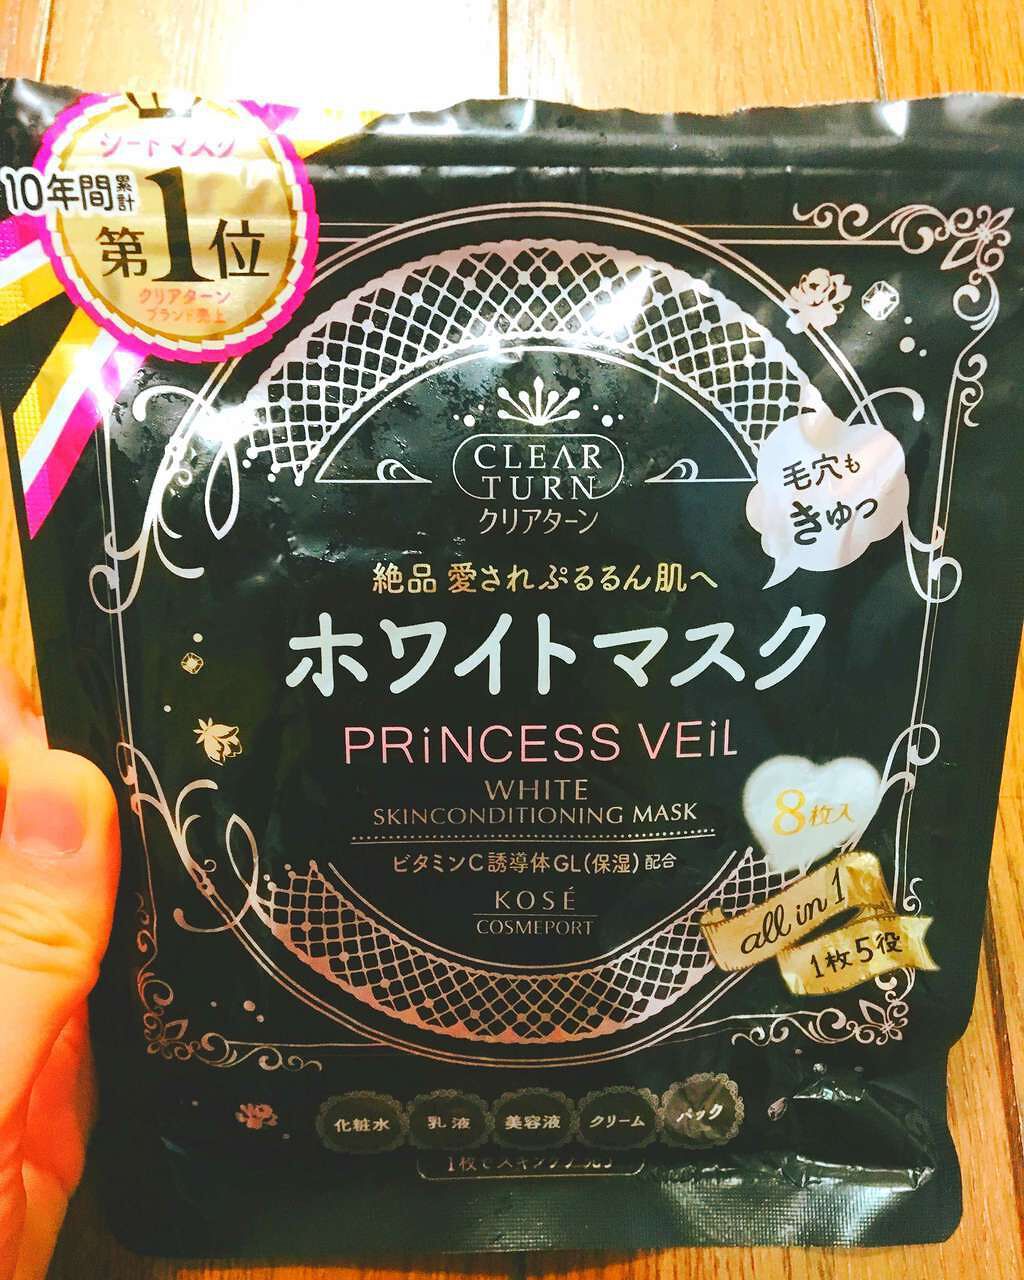 シートマスク
10年間累計
第1位
クリアターン
ブランド売上
CLEAR
TURN
クリアターン
毛穴も
きゅっ
絶品 愛されぷるるん肌へ
ホワイトマスク
PRiNCESS VEiL
WHITE
SKINCONDITIONING MASK
ビタミンC誘導体GL(保湿)配合
KOSÉ
COSMEPORT
8枚入
all in 1
1枚5役
化粧水
乳液
美容液
クリーム
パック
1枚で